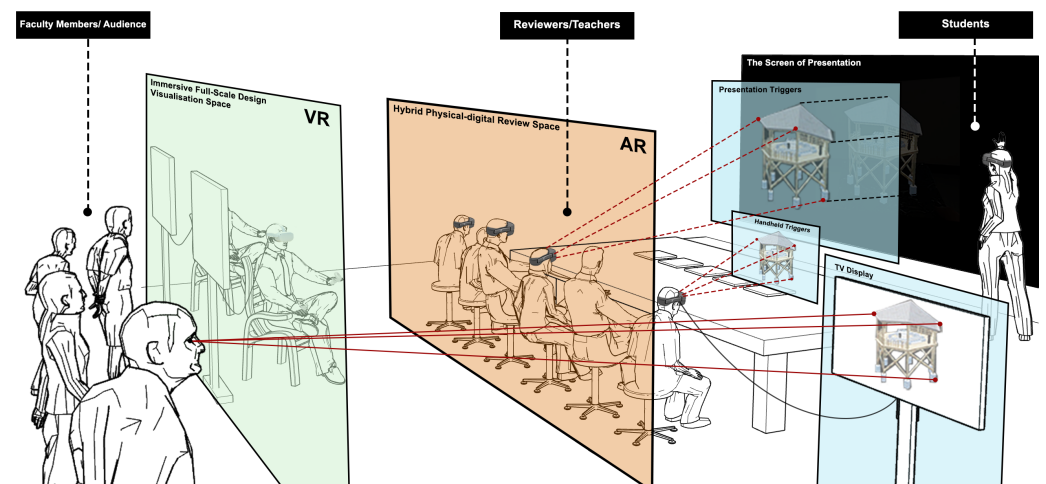 Faculty Members/ Audience
Reviewers/Teachers
Students
The Screen of Presentation
Immersive Full-Scale Design
Visualisation Space
VR
Presentation Triggers
Hybrid Physical-digital Review Space
AR
Handheld Triggers
TV Display